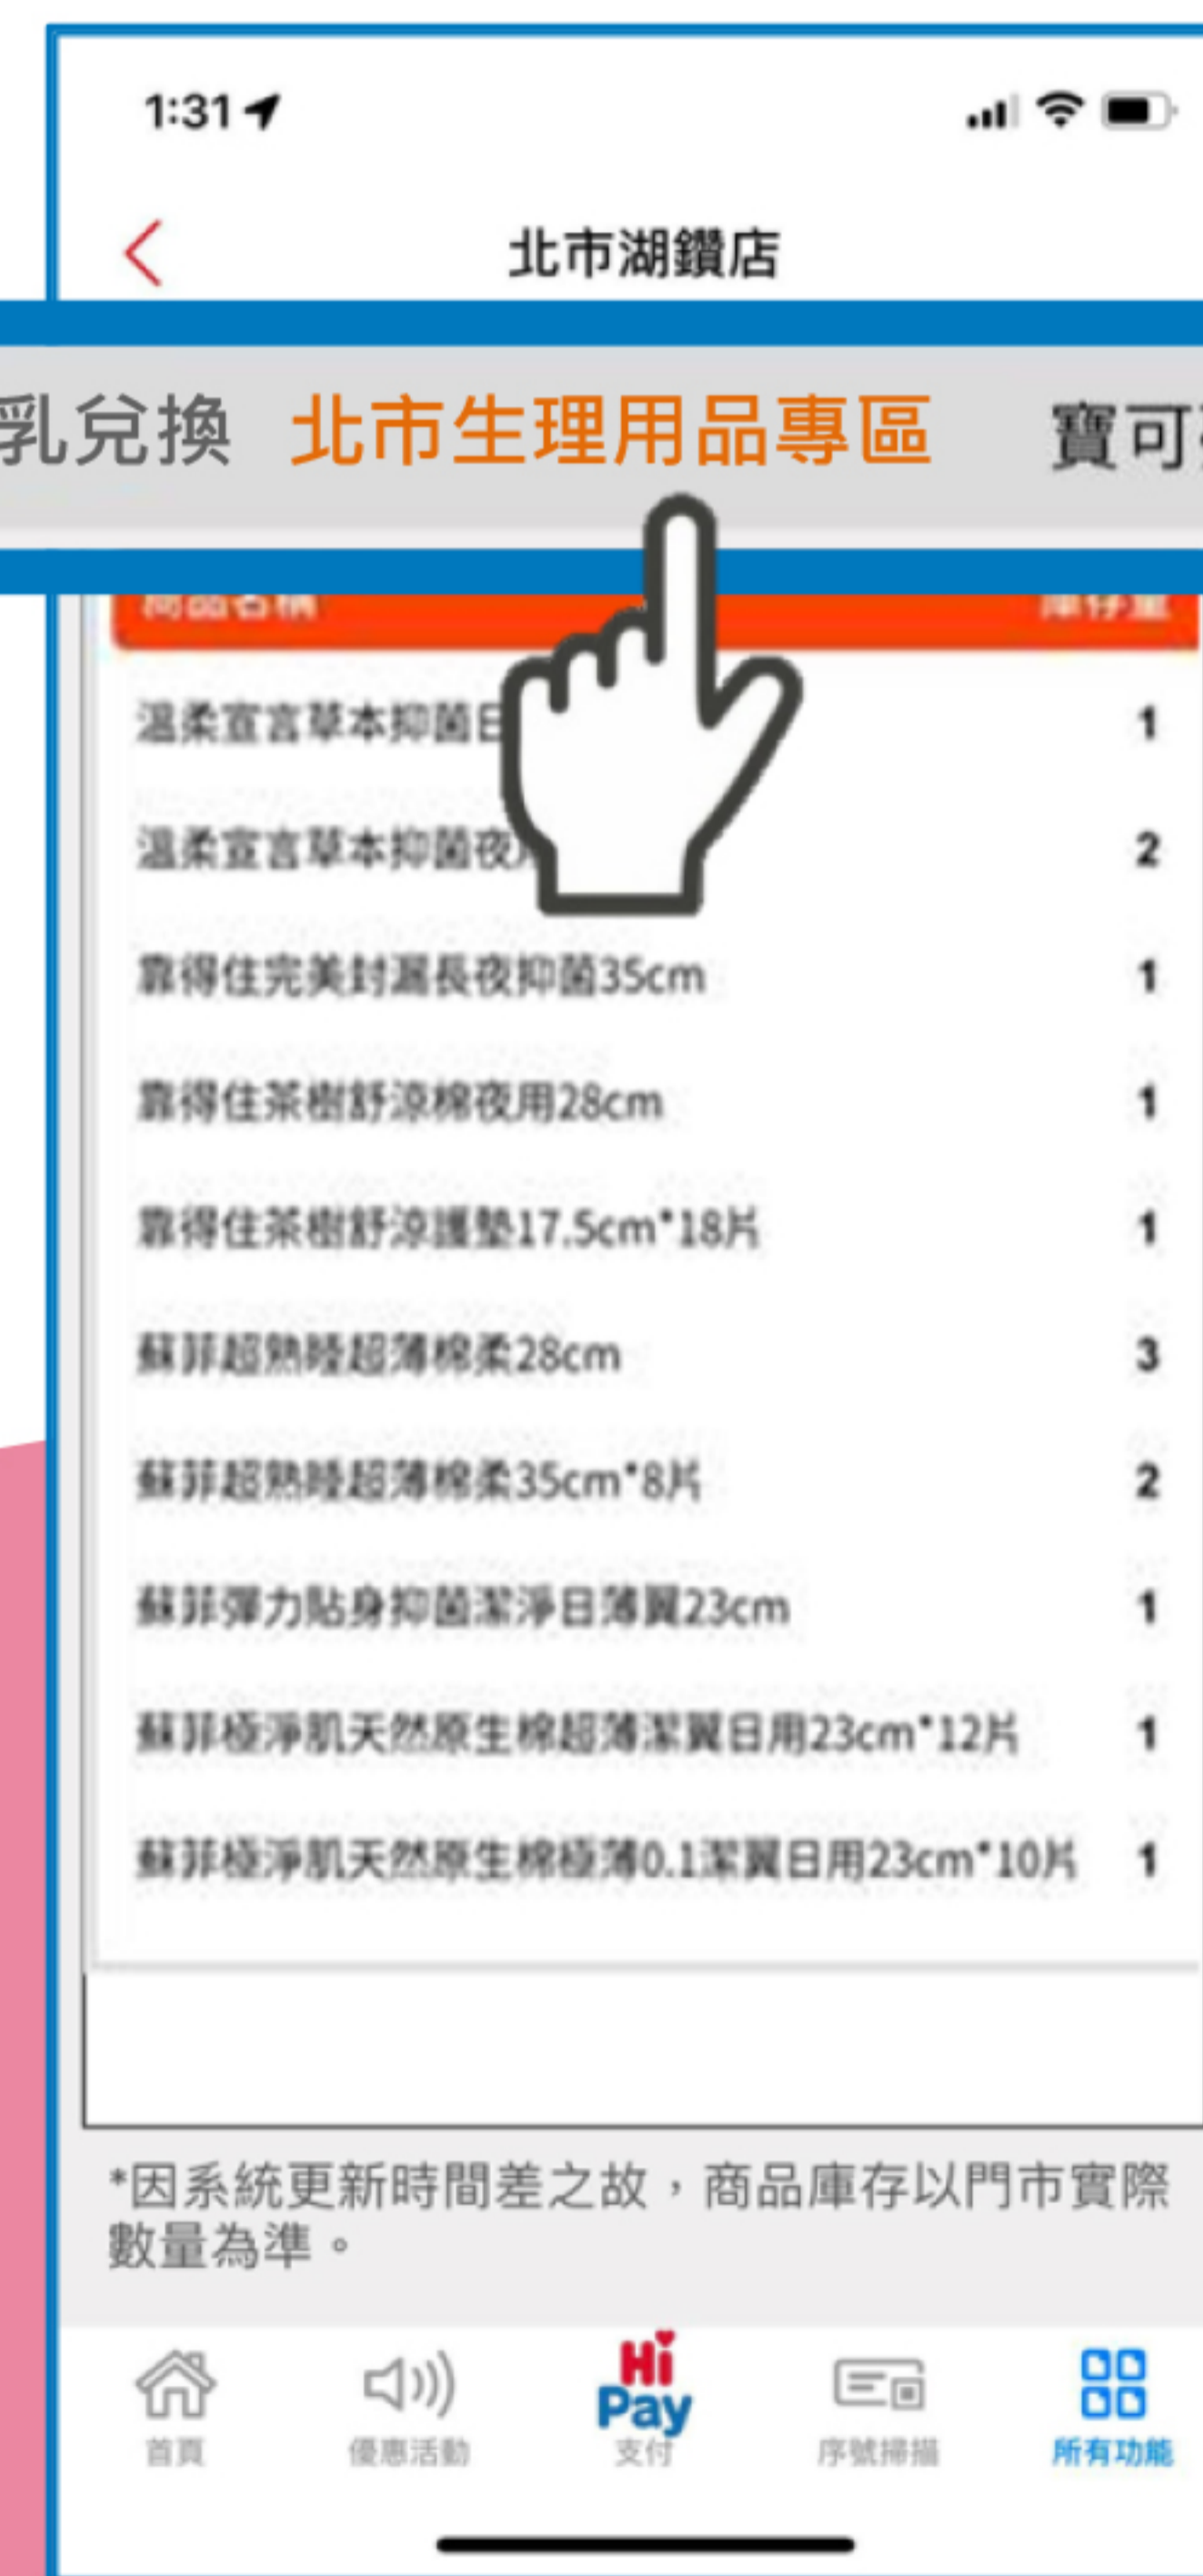 1:31
北市湖鑽店
乳兌換 北市生理用品專區 寶可
商品名稱 庫存量
溫柔宣言草本抑菌日 1
溫柔宣言草本抑菌夜 2
靠得住完美封漏長夜抑菌35cm 1
靠得住茶樹舒涼棉夜用28cm 1
靠得住茶樹舒涼護墊17.5cm*18片 1
蘇菲超熟睡超薄棉柔28cm 3
蘇菲超熟睡超薄棉柔35cm*8片 2
蘇菲彈力貼身抑菌潔淨日薄翼23cm 1
蘇菲極淨肌天然原生棉超薄潔翼日用23cm*12片 1
蘇菲極淨肌天然原生棉極薄0.1潔翼日用23cm*10片 1
*因系統更新時間差之故，商品庫存以門市實際
數量為準。
Hi
Pay
首頁 優惠活動 支付 序號掃描 所有功能